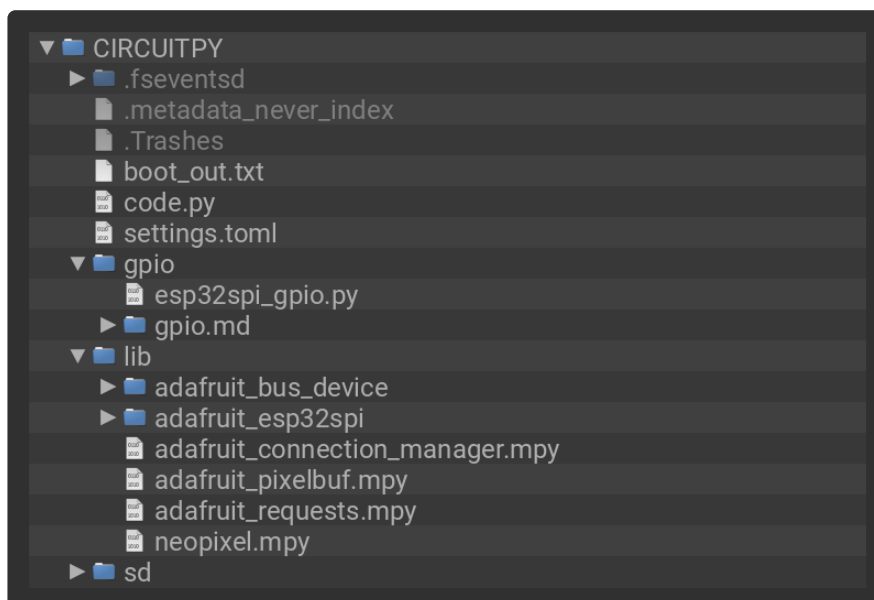 CIRCUITPY
.fseventsd
.metadata_never_index
.Trashes
boot_out.txt
code.py
settings.toml
gpio
esp32spi_gpio.py
gpio.md
lib
adafruit_bus_device
adafruit_esp32spi
adafruit_connection_manager.mpy
adafruit_pixelbuf.mpy
adafruit_requests.mpy
neopixel.mpy
sd